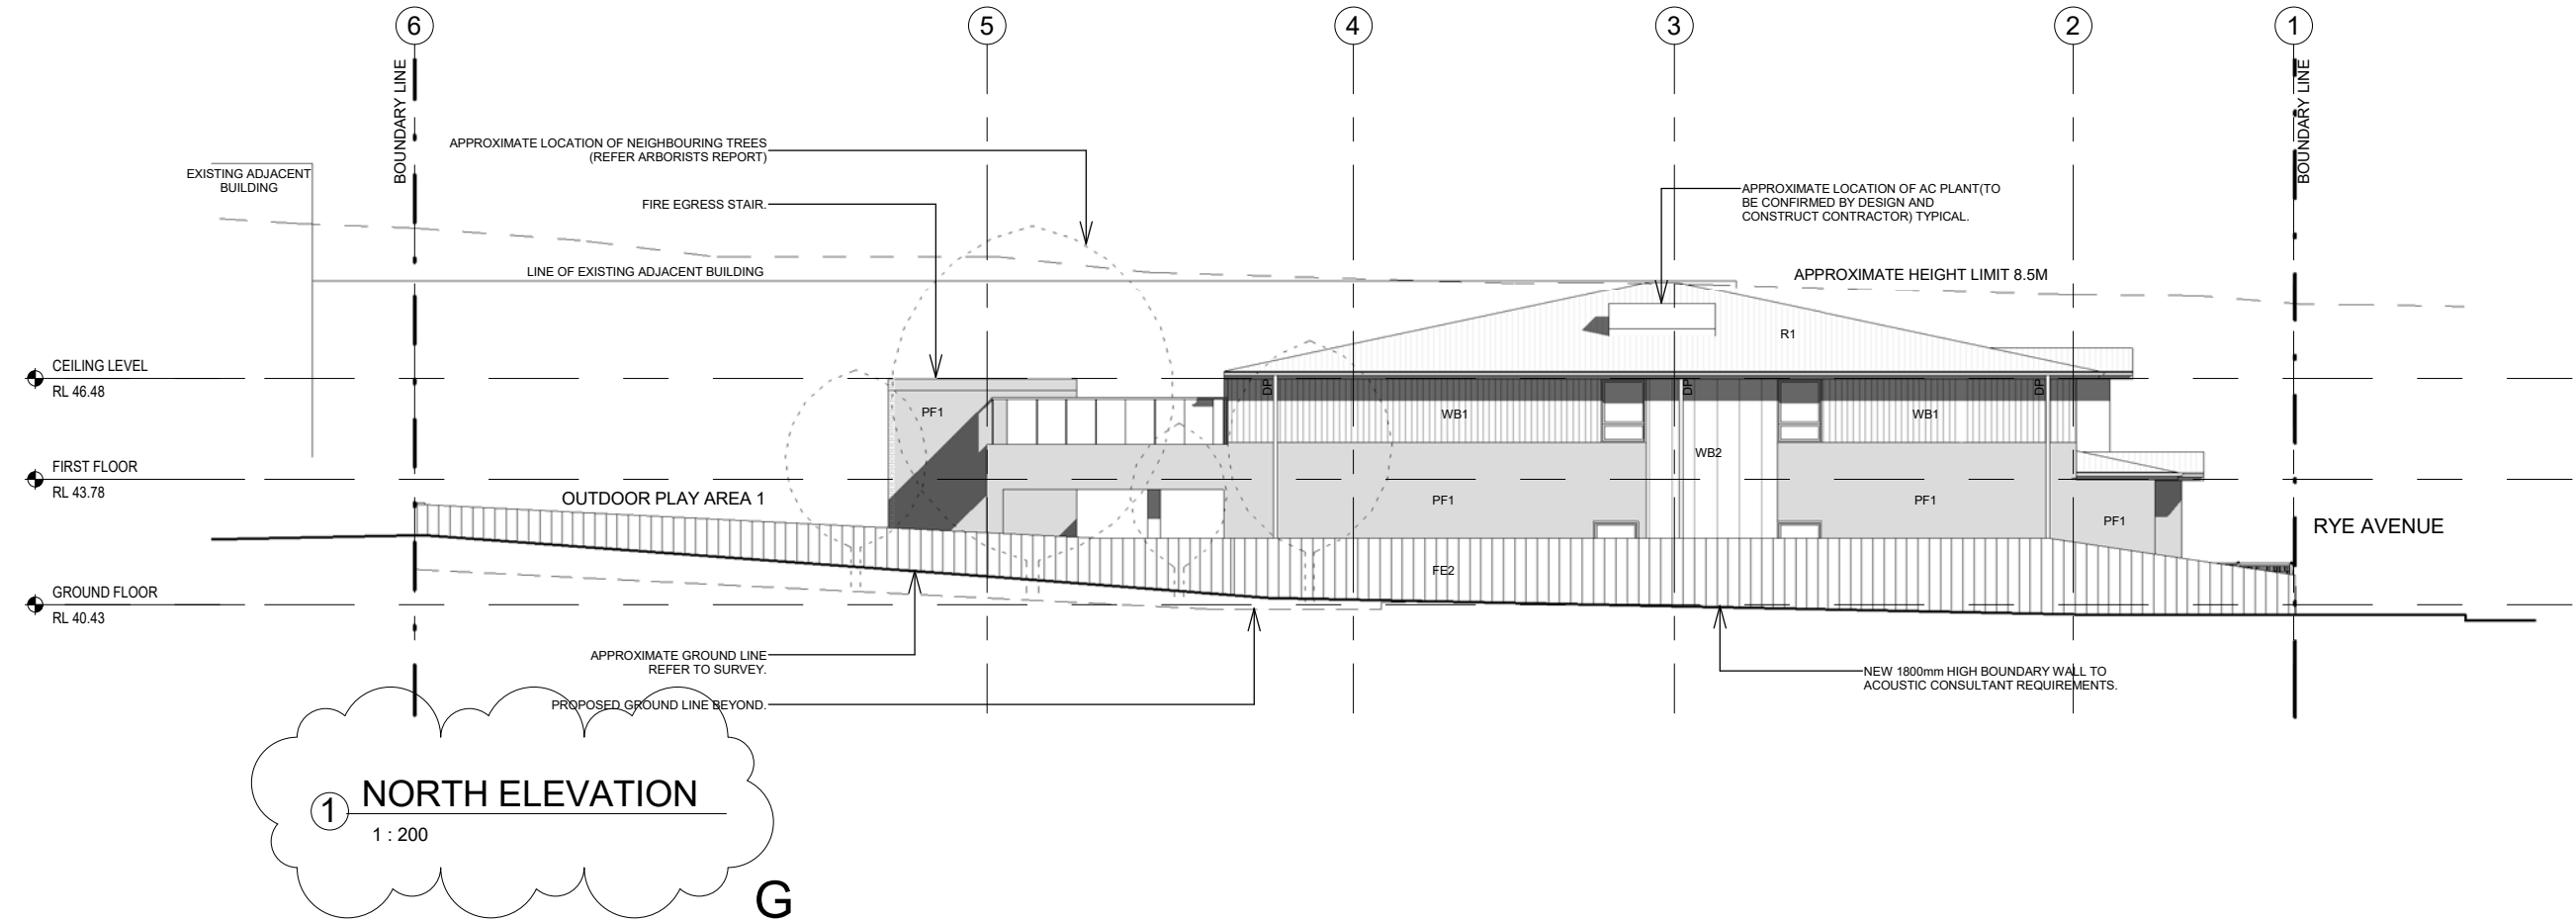 6
5
4
3
2
1
BOUNDARY LINE
BOUNDARY LINE
APPROXIMATE LOCATION OF NEIGHBOURING TREES
(REFER ARBORISTS REPORT)
EXISTING ADJACENT
BUILDING
FIRE EGRESS STAIR.
APPROXIMATE LOCATION OF AC PLANT(TO
BE CONFIRMED BY DESIGN AND
CONSTRUCT CONTRACTOR) TYPICAL.
LINE OF EXISTING ADJACENT BUILDING
APPROXIMATE HEIGHT LIMIT 8.5M
R1
CEILING LEVEL
RL 46.48
DP
DP
DP
PF1
WB1
WB1
WB2
FIRST FLOOR
RL 43.78
OUTDOOR PLAY AREA 1
PF1
PF1
PF1
RYE AVENUE
FE2
GROUND FLOOR
RL 40.43
APPROXIMATE GROUND LINE
REFER TO SURVEY.
NEW 1800mm HIGH BOUNDARY WALL TO
ACOUSTIC CONSULTANT REQUIREMENTS.
PROPOSED GROUND LINE BEYOND.
1 NORTH ELEVATION
1 : 200
G